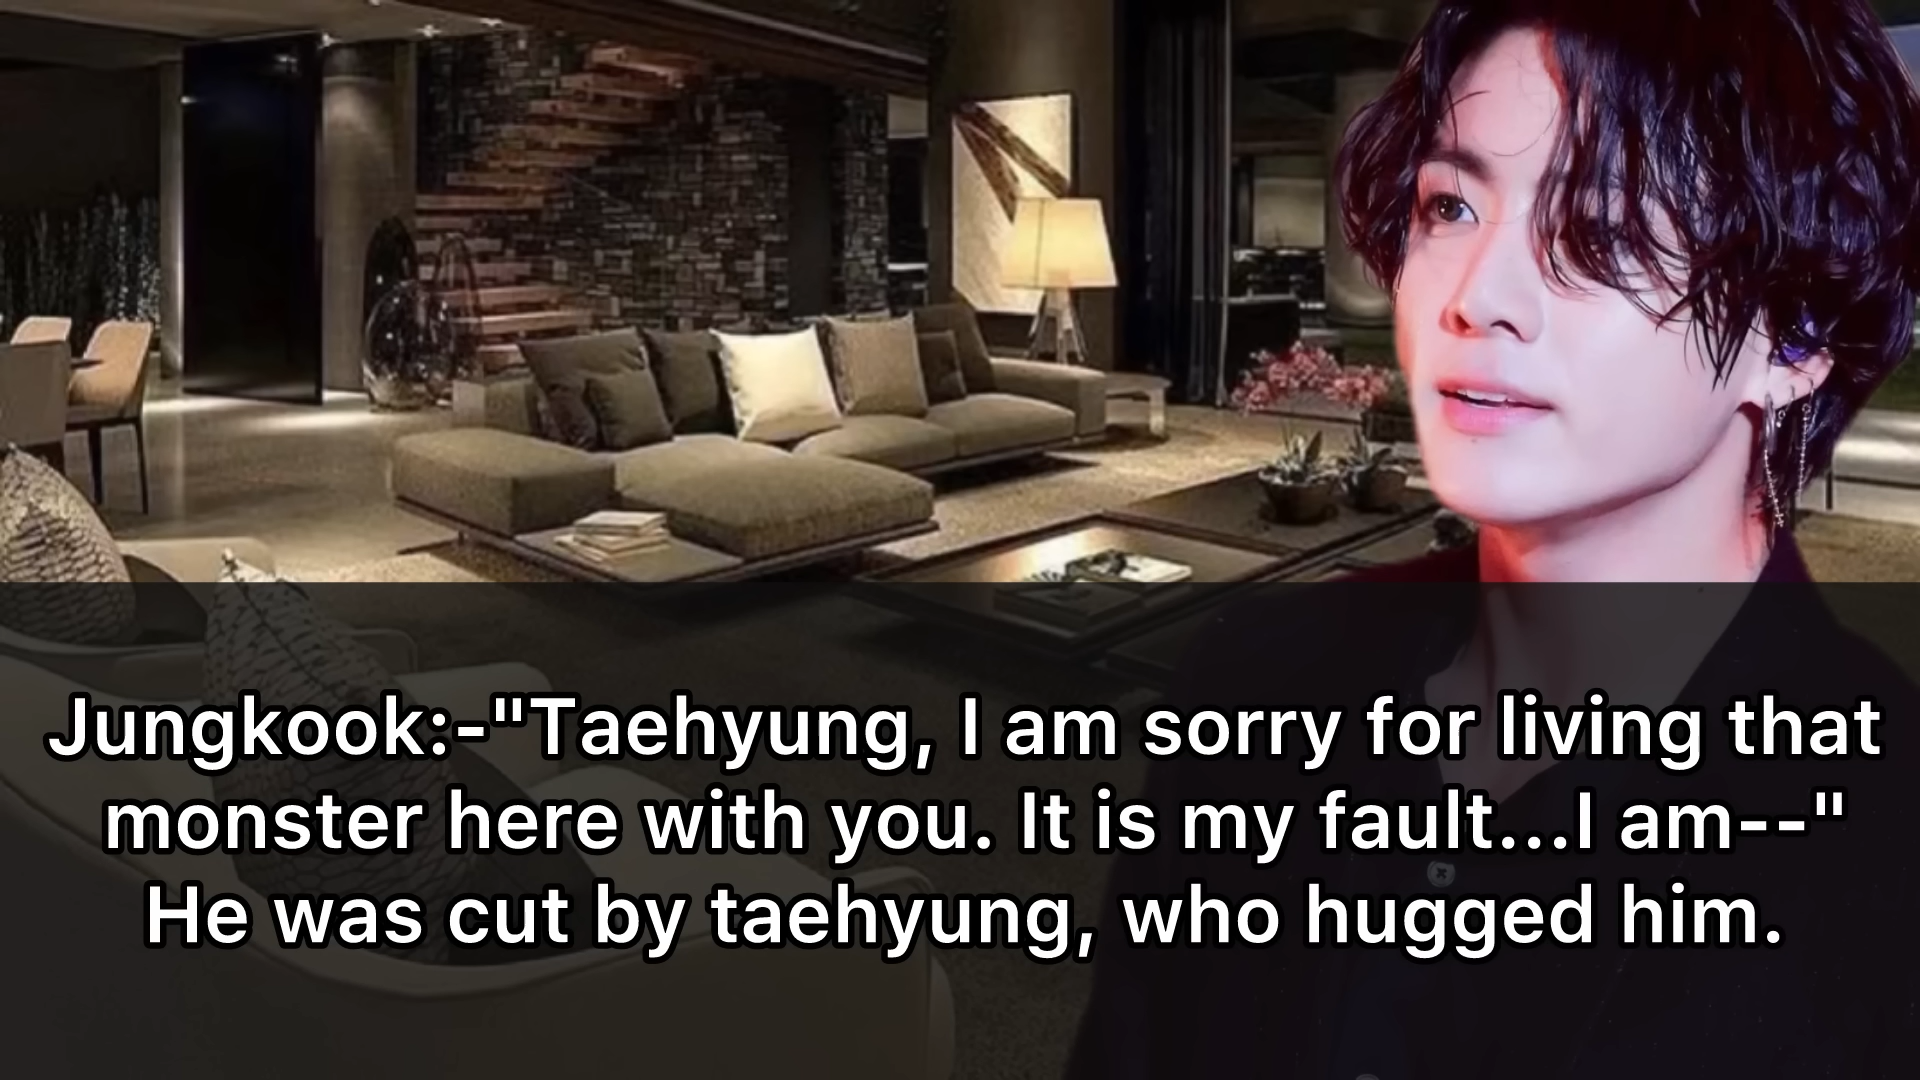 Jungkook:-"Taehyung, I am sorry for living that
monster here with you. It is my fault...I am--"
He was cut by taehyung, who hugged him.